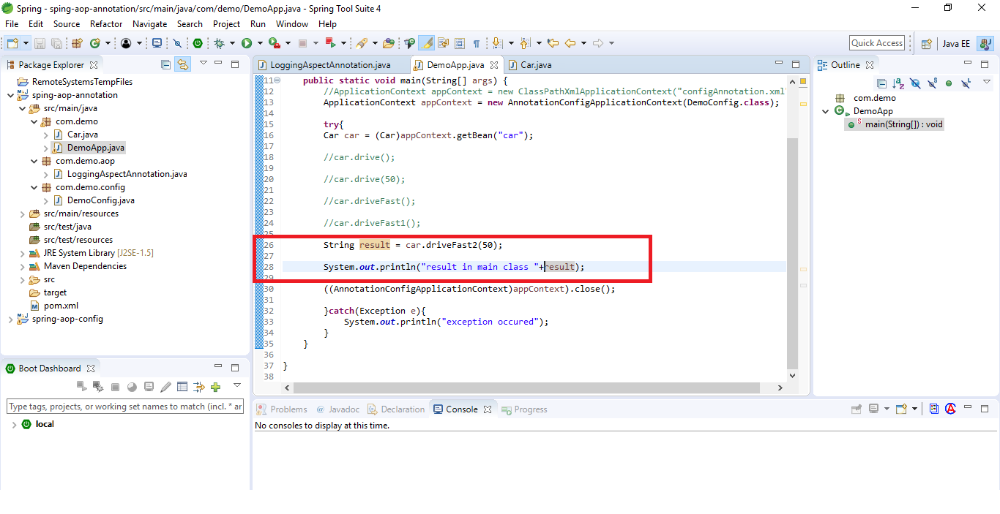 Spring - sping-aop-annotation/src/main/java/com/demo/DemoApp.java - Spring Tool Suite 4
File Edit Source Refactor Navigate Search Project Run Window Help
Quick Access
Java EE
Package Explorer
RemoteSystemsTempFiles
sping-aop-annotation
src/main/java
com.demo
Car.java
DemoApp.java
com.demo.aop
LoggingAspectAnnotation.java
com.demo.config
DemoConfig.java
src/main/resources
src/test/java
src/test/resources
JRE System Library [J2SE-1.5]
Maven Dependencies
src
target
pom.xml
spring-aop-config
Boot Dashboard
Type tags, projects, or working set names to match (incl. * ar
local
LoggingAspectAnnotation.java DemoApp.java Car.java
11 public static void main(String[] args) {
12 //ApplicationContext appContext = new ClassPathXmlApplicationContext("configAnnotation.xml"
13 ApplicationContext appContext = new AnnotationConfigApplicationContext(DemoConfig.class);
14
15 try{
16 Car car = (Car)appContext.getBean("car");
17
18 //car.drive();
19
20 //car.drive(50);
21
22 //car.driveFast();
23
24 //car.driveFast1();
25
26 String result = car.driveFast2(50);
27
28 System.out.println("result in main class "+result);
29
30 ((AnnotationConfigApplicationContext)appContext).close();
31
32 }catch(Exception e){
33 System.out.println("exception occured");
34 }
35 }
36
37 }
38
Outline
com.demo
DemoApp
main(String[]) : void
Problems @ Javadoc Declaration Console Progress
No consoles to display at this time.